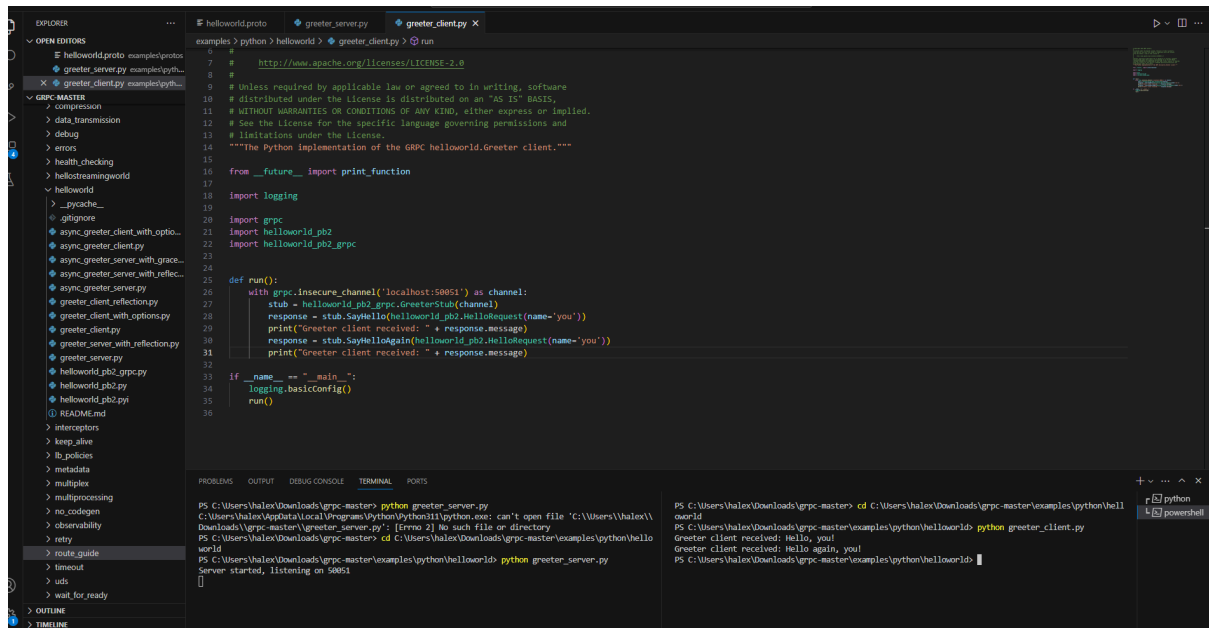 EXPLORER
OPEN EDITORS
helloworld.proto examples\protos
greeter_server.py examples\pyth...
greeter_client.py examples\pyth...
GRPC-MASTER
compression
data_transmission
debug
errors
health_checking
hellostreamingworld
helloworld
__pycache__
.gitignore
async_greeter_client_with_optio...
async_greeter_client.py
async_greeter_server_with_grace...
async_greeter_server_with_reflec...
async_greeter_server.py
greeter_client_reflection.py
greeter_client_with_options.py
greeter_client.py
greeter_server_with_reflection.py
greeter_server.py
helloworld_pb2_grpc.py
helloworld_pb2.py
helloworld_pb2.pyi
README.md
interceptors
keep_alive
lb_policies
metadata
multiplex
multiprocessing
no_codegen
observability
retry
route_guide
timeout
uds
wait_for_ready
OUTLINE
TIMELINE
helloworld.proto greeter_server.py greeter_client.py
examples > python > helloworld > greeter_client.py > run
6 #
7 # http://www.apache.org/licenses/LICENSE-2.0
8 #
9 # Unless required by applicable law or agreed to in writing, software
10 # distributed under the License is distributed on an "AS IS" BASIS,
11 # WITHOUT WARRANTIES OR CONDITIONS OF ANY KIND, either express or implied.
12 # See the License for the specific language governing permissions and
13 # limitations under the License.
14 """The Python implementation of the GRPC helloworld.Greeter client."""
15
16 from __future__ import print_function
17
18 import logging
19
20 import grpc
21 import helloworld_pb2
22 import helloworld_pb2_grpc
23
24
25 def run():
26 with grpc.insecure_channel('localhost:50051') as channel:
27 stub = helloworld_pb2_grpc.GreeterStub(channel)
28 response = stub.SayHello(helloworld_pb2.HelloRequest(name='you'))
29 print("Greeter client received: " + response.message)
30 response = stub.SayHelloAgain(helloworld_pb2.HelloRequest(name='you'))
31 print("Greeter client received: " + response.message)
32
33 if __name__ == "__main__":
34 logging.basicConfig()
35 run()
36
PROBLEMS OUTPUT DEBUG CONSOLE TERMINAL PORTS
PS C:\Users\halex\Downloads\grpc-master> python greeter_server.py
C:\Users\halex\AppData\Local\Programs\Python\Python311\python.exe: can't open file 'C:\\Users\\halex\\
Downloads\\grpc-master\\greeter_server.py': [Errno 2] No such file or directory
PS C:\Users\halex\Downloads\grpc-master> cd C:\Users\halex\Downloads\grpc-master\examples\python\hello
world
PS C:\Users\halex\Downloads\grpc-master\examples\python\helloworld> python greeter_server.py
Server started, listening on 50051
PS C:\Users\halex\Downloads\grpc-master> cd C:\Users\halex\Downloads\grpc-master\examples\python\hell
oworld
PS C:\Users\halex\Downloads\grpc-master\examples\python\helloworld> python greeter_client.py
Greeter client received: Hello, you!
Greeter client received: Hello again, you!
PS C:\Users\halex\Downloads\grpc-master\examples\python\helloworld>
python
powershell
4
1